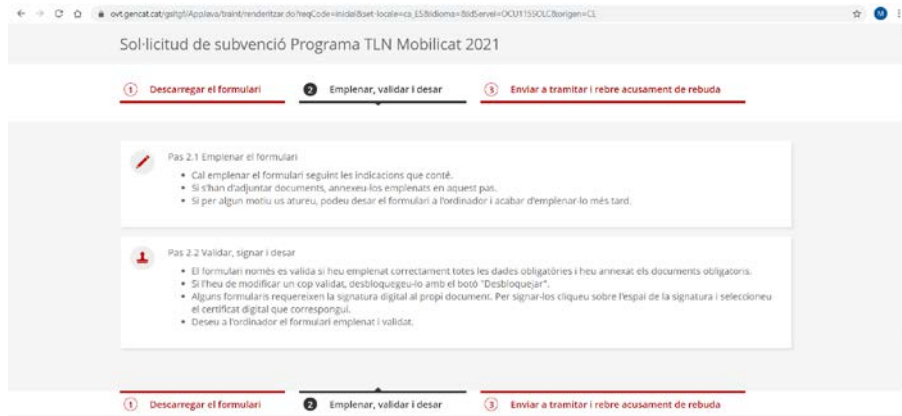 ovt.gencat.cat/gsitgf/AppJava/traint/renderitzar.do?reqCode=inicial&set-locale=ca_ES&idioma=&idServei=OCU115SOLC&origen=CE
M
Sol·licitud de subvenció Programa TLN Mobilicat 2021
1 Descarregar el formulari
2 Emplenar, validar i desar
3 Enviar a tramitar i rebre acusament de rebuda
Pas 2.1 Emplenar el formulari
• Cal emplenar el formulari seguint les indicacions que conté.
• Si s'han d'adjuntar documents, annexeu-los emplenats en aquest pas.
• Si per algun motiu us atureu, podeu desar el formulari a l'ordinador i acabar d'emplenar-lo més tard.
Pas 2.2 Validar, signar i desar
• El formulari només es valida si heu emplenat correctament totes les dades obligatòries i heu annexat els documents obligatoris.
• Si l'heu de modificar un cop validat, desbloquegeu-lo amb el botó "Desbloquejar".
• Alguns formularis requereixen la signatura digital al propi document. Per signar-los cliqueu sobre l'espai de la signatura i seleccioneu
el certificat digital que correspongui.
• Deseu a l'ordinador el formulari emplenat i validat.
1 Descarregar el formulari
2 Emplenar, validar i desar
3 Enviar a tramitar i rebre acusament de rebuda